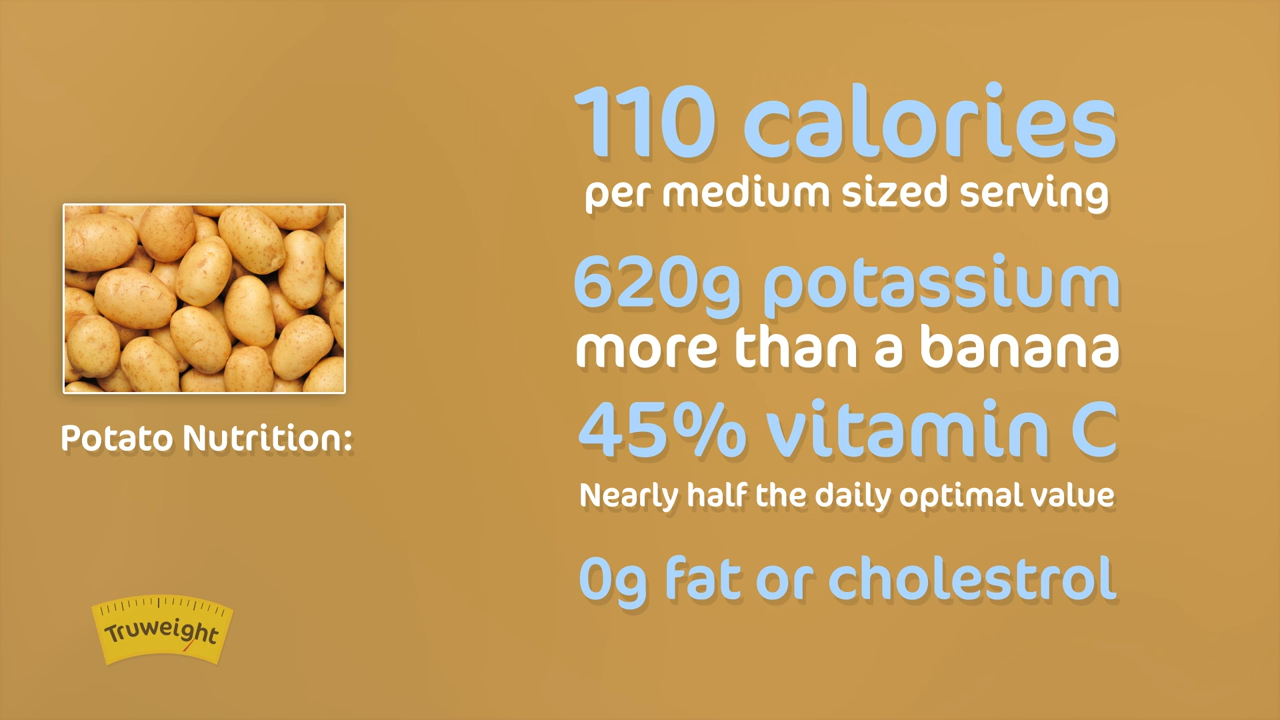 110 calories
per medium sized serving
620g potassium
more than a banana
45% vitamin C
Nearly half the daily optimal value
0g fat or cholestrol
Potato Nutrition:
Truweight